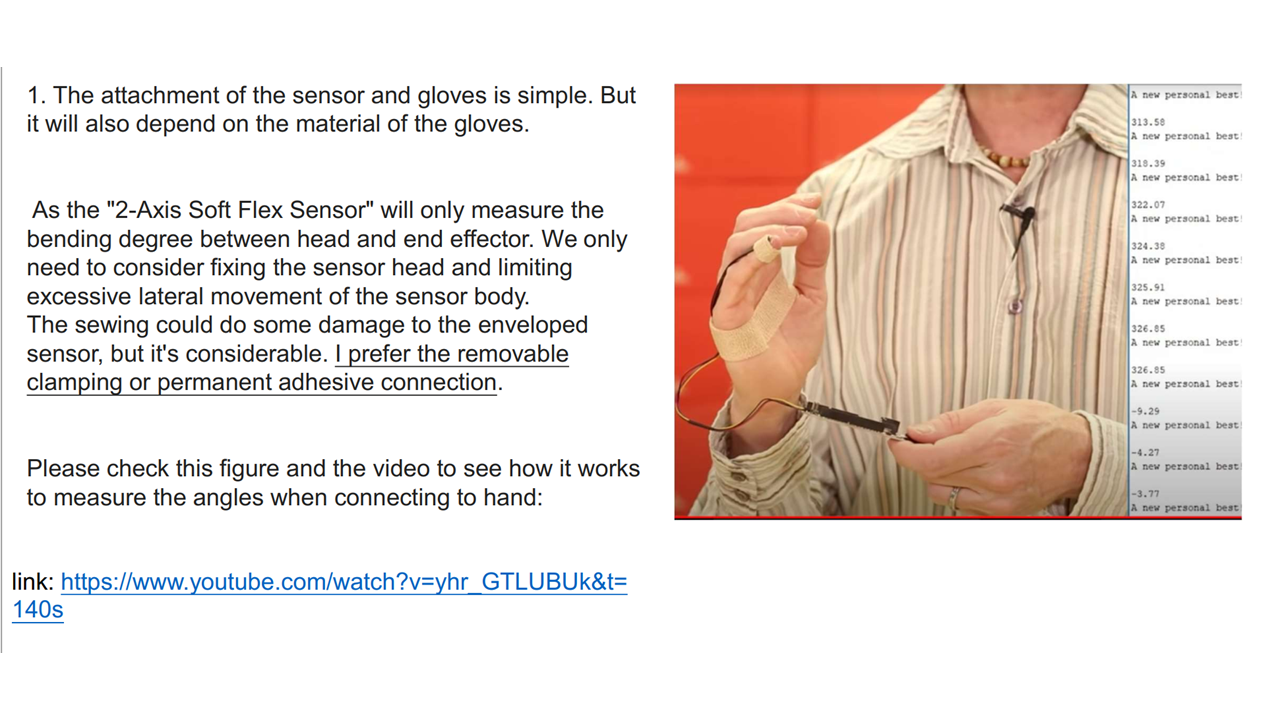 1. The attachment of the sensor and gloves is simple. But
it will also depend on the material of the gloves.
As the "2-Axis Soft Flex Sensor" will only measure the
bending degree between head and end effector. We only
need to consider fixing the sensor head and limiting
excessive lateral movement of the sensor body.
The sewing could do some damage to the enveloped
sensor, but it's considerable. I prefer the removable
clamping or permanent adhesive connection.
Please check this figure and the video to see how it works
to measure the angles when connecting to hand:
link: https://www.youtube.com/watch?v=yhr_GTLUBUk&t=
140s
A new personal best!
313.58
A new personal best!
318.39
A new personal best!
322.07
A new personal best!
324.38
A new personal best!
325.91
A new personal best!
326.85
A new personal best!
326.85
A new personal best!
-9.29
A new personal best!
-4.27
A new personal best!
-3.77
A new personal best!